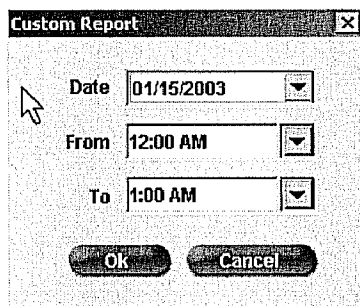 Custom Report
Date 01/15/2003
From 12:00 AM
To 1:00 AM
Ok Cancel